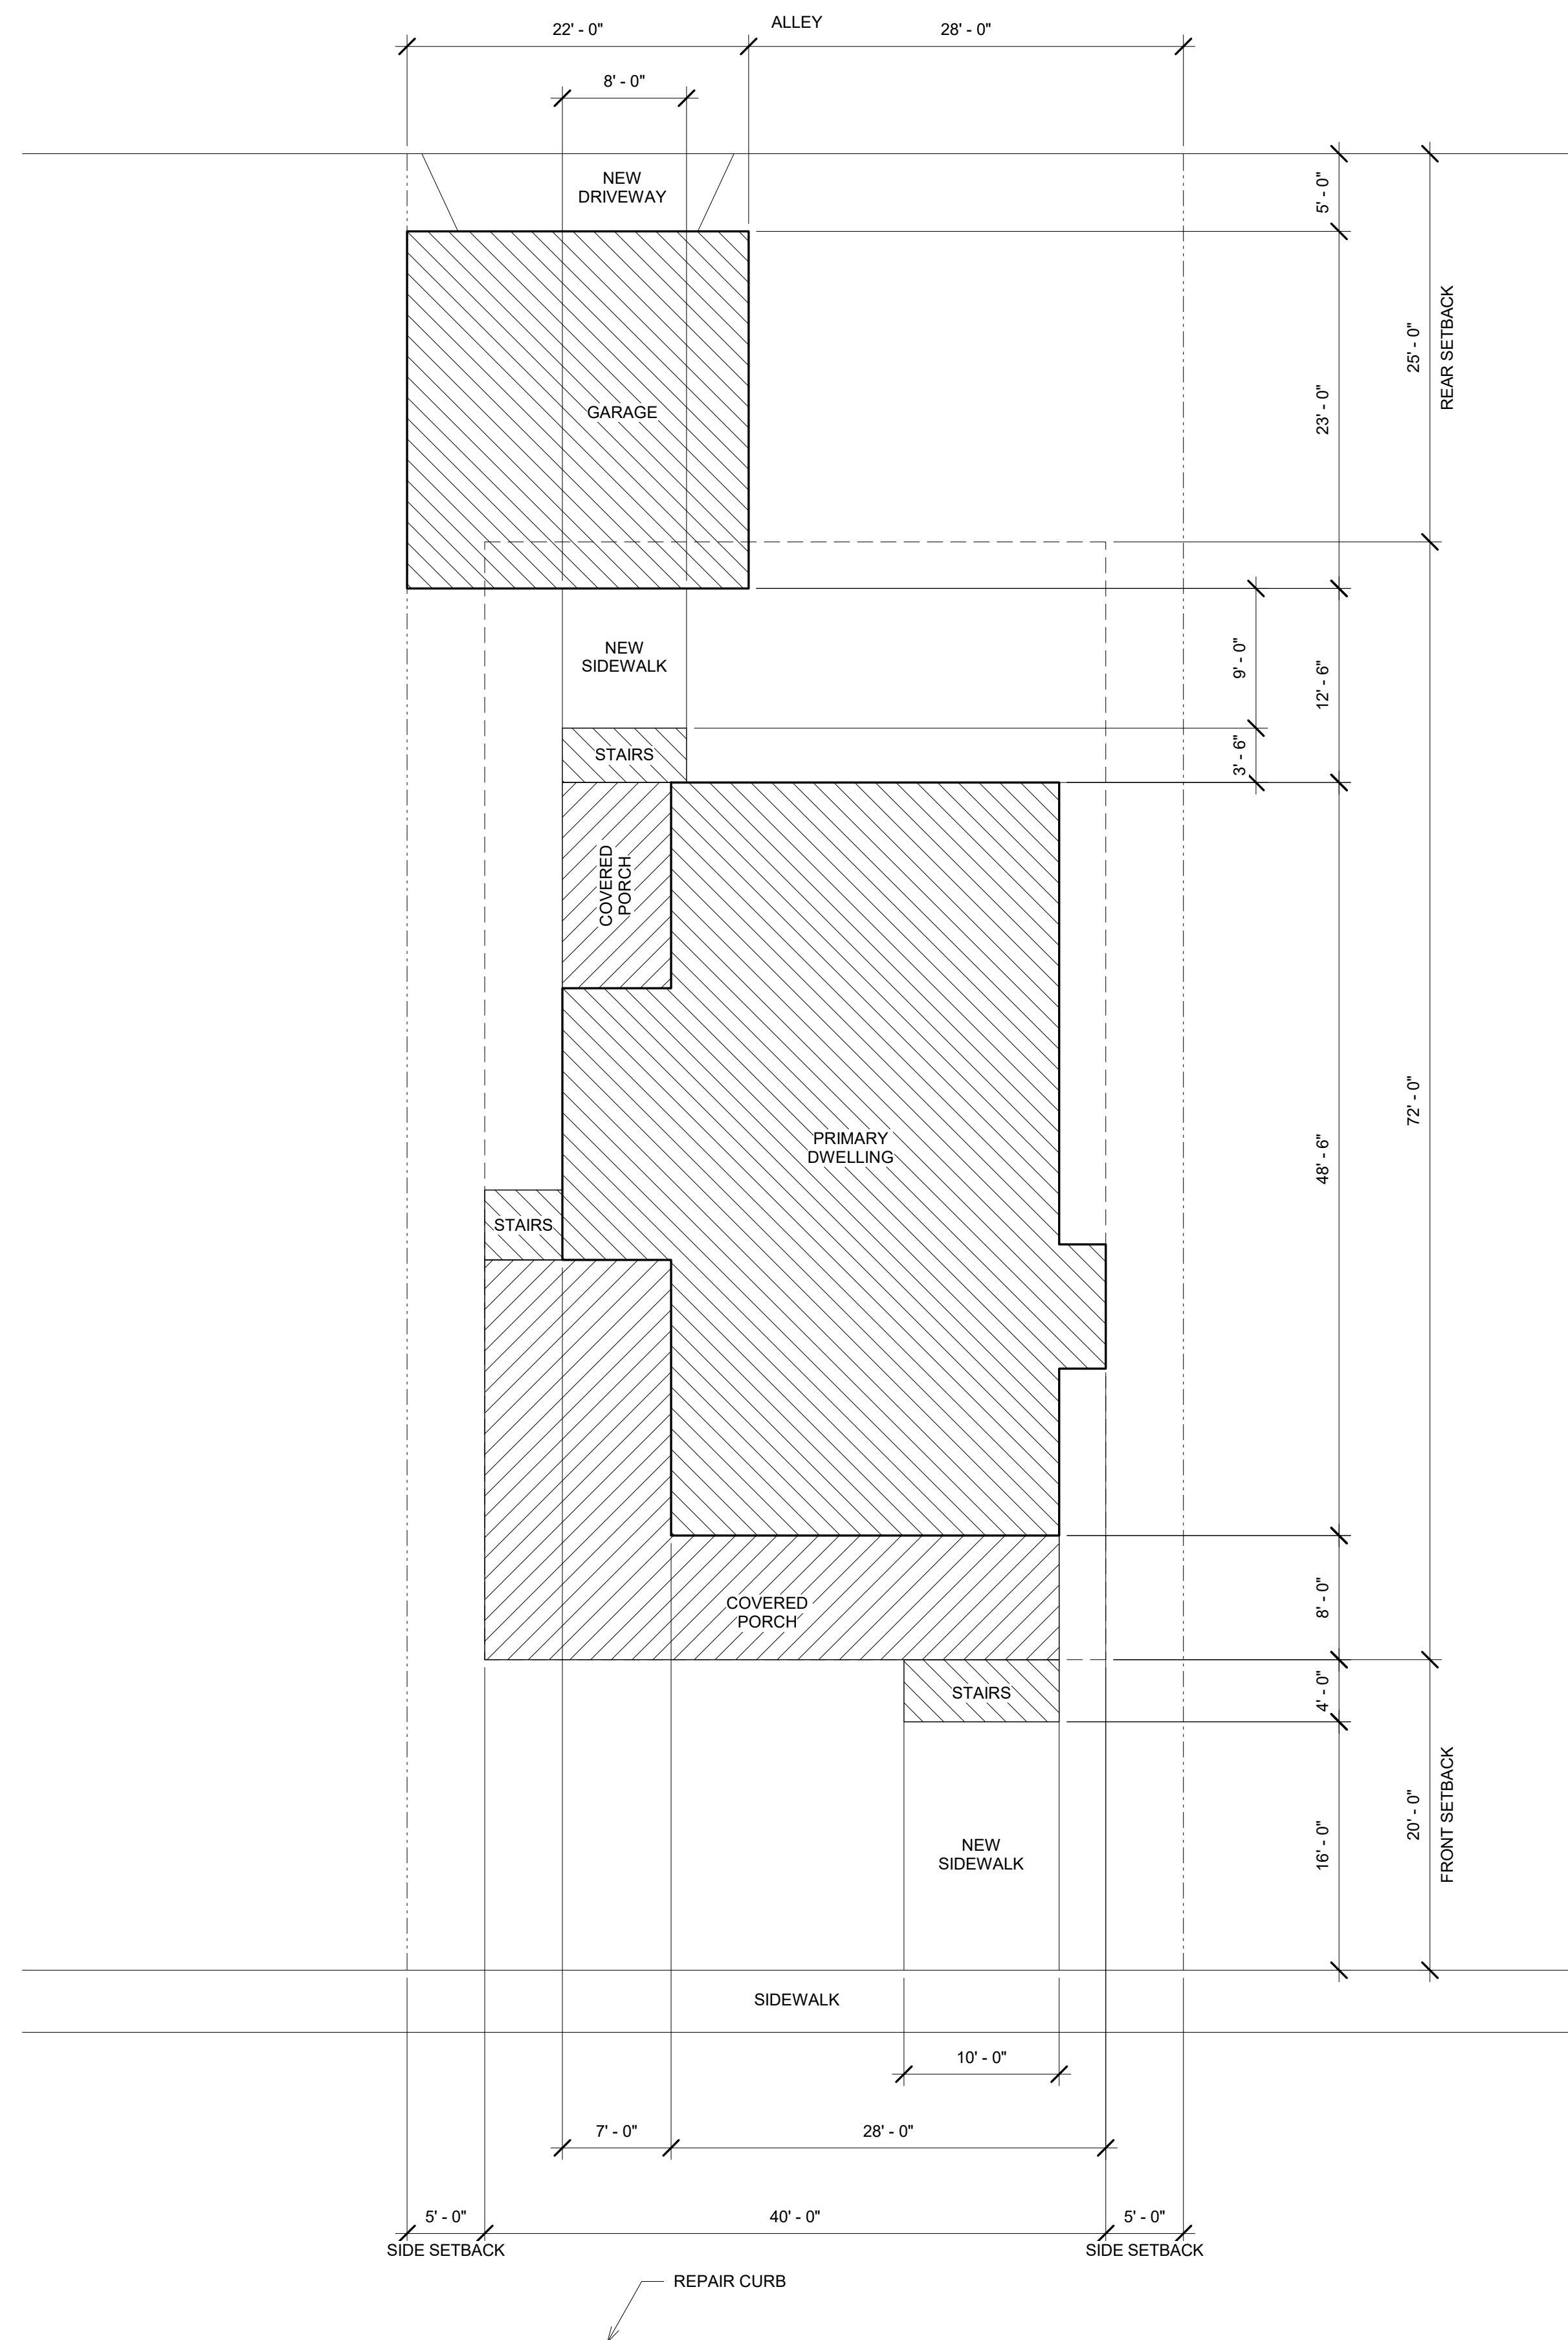 ALLEY
22' - 0"
28' - 0"
8' - 0"
NEW
DRIVEWAY
5' - 0"
GARAGE
23' - 0"
25' - 0"
REAR SETBACK
NEW
SIDEWALK
9' - 0"
12' - 6"
STAIRS
3' - 6"
COVERED
PORCH
PRIMARY
DWELLING
48' - 6"
72' - 0"
STAIRS
COVERED
PORCH
8' - 0"
STAIRS
4' - 0"
NEW
SIDEWALK
16' - 0"
20' - 0"
FRONT SETBACK
SIDEWALK
10' - 0"
7' - 0"
28' - 0"
5' - 0"
40' - 0"
5' - 0"
SIDE SETBACK
SIDE SETBACK
REPAIR CURB